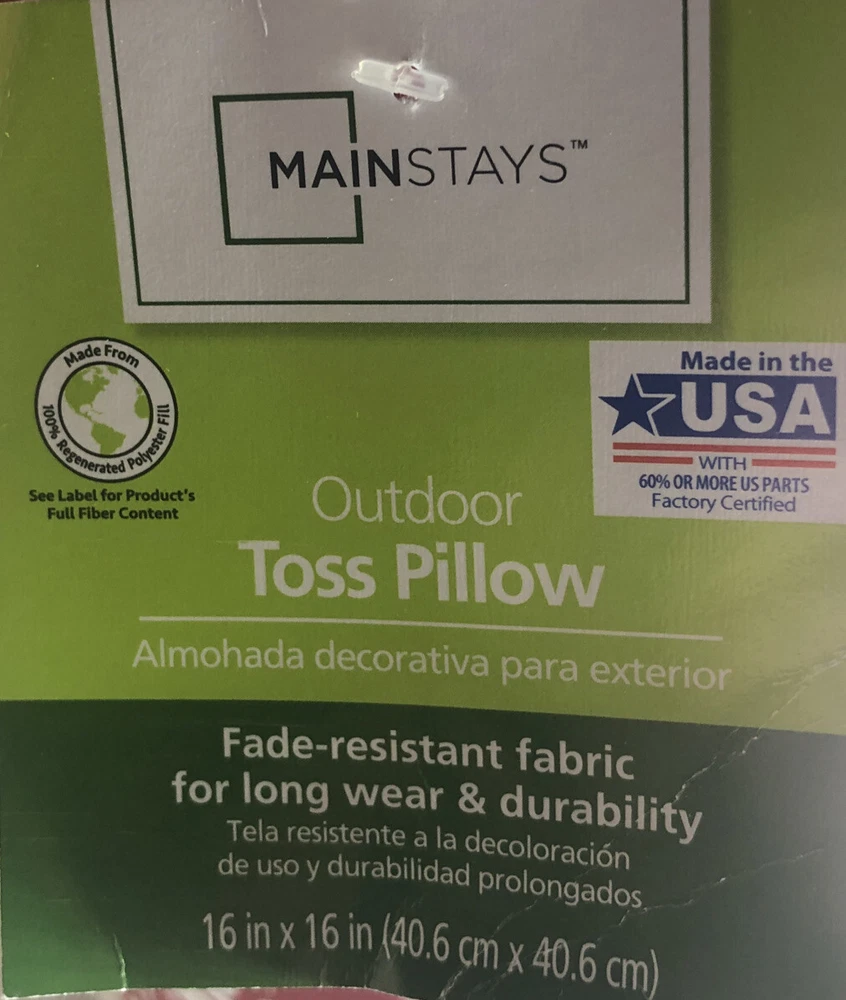 MAINSTAYS™
Made From
100% Regenerated Polyester Fill
See Label for Product's
Full Fiber Content
Made in the
USA
WITH
60% OR MORE US PARTS
Factory Certified
Outdoor
Toss Pillow
Almohada decorativa para exterior
Fade-resistant fabric
for long wear & durability
Tela resistente a la decoloración
de uso y durabilidad prolongados
16 in x 16 in (40.6 cm x 40.6 cm)